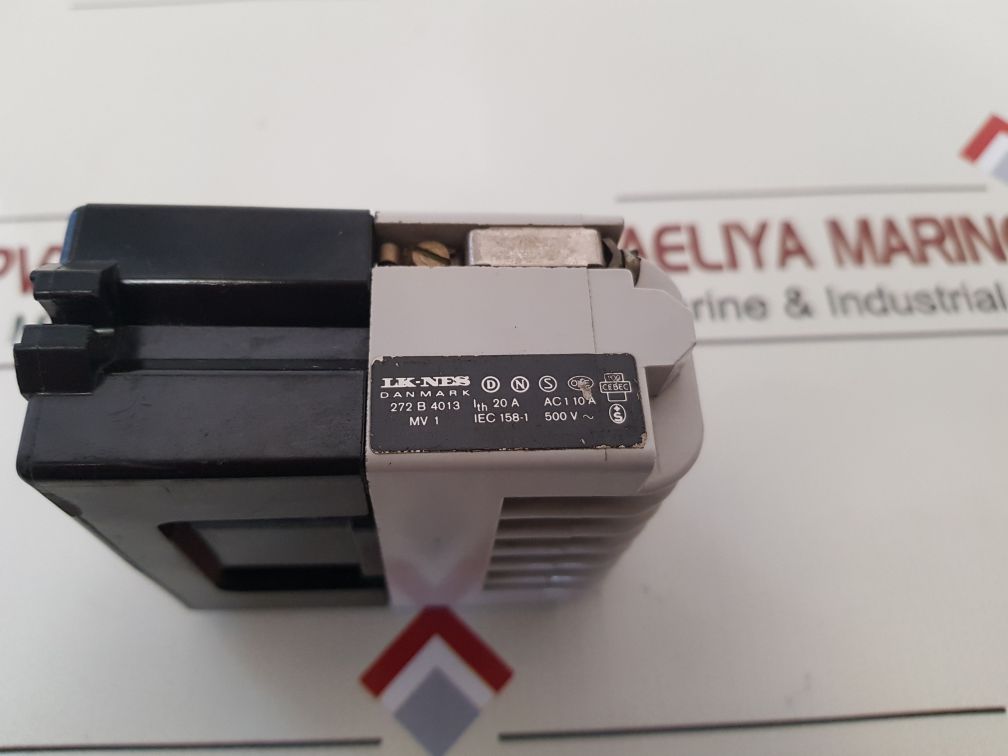 AELIYA MARINE
rine & Industrial
LK-NES D N S
DANMARK
272 B 4013 Ith 20 A AC1 10 A
MV 1 IEC 158-1 500 V ~
CEBEC
S